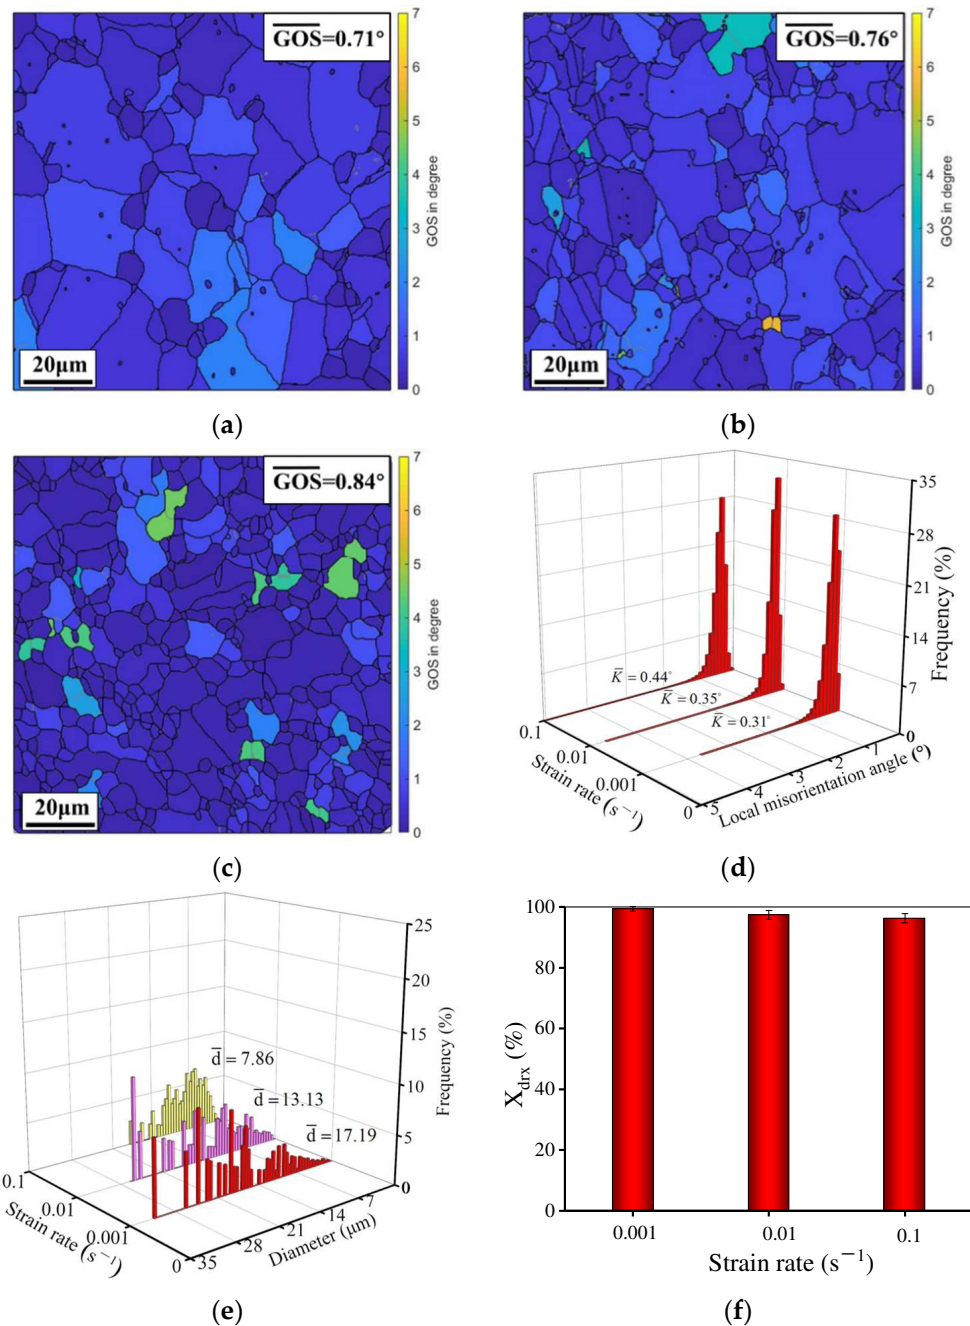 GOS=0.71°
7
6
5
4
3
2
1
0
GOS in degree
20μm
(a)
GOS=0.76°
7
6
5
4
3
2
1
0
GOS in degree
20μm
(b)
GOS=0.84°
7
6
5
4
3
2
1
0
GOS in degree
20μm
(c)
35
28
21
14
7
0
Frequency (%)
K̅ = 0.44°
K̅ = 0.35°
K̅ = 0.31°
0.1
0.01
0.001
0
Strain rate (s⁻¹)
5
4
3
2
1
Local misorientation angle (°)
(d)
25
20
15
10
5
0
Frequency (%)
d̅ = 7.86
d̅ = 13.13
d̅ = 17.19
0.1
0.01
0.001
0
Strain rate (s⁻¹)
35
28
21
14
7
Diameter (μm)
(e)
100
80
60
40
20
0
X_drx (%)
0.001
0.01
0.1
Strain rate (s⁻¹)
(f)